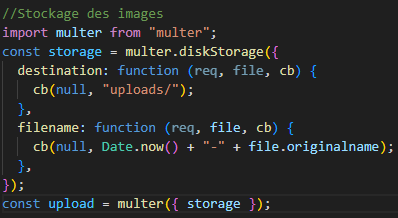 //Stockage des images
import multer from "multer";
const storage = multer.diskStorage({
  destination: function (req, file, cb) {
    cb(null, "uploads/");
  },
  filename: function (req, file, cb) {
    cb(null, Date.now() + "-" + file.originalname);
  },
});
const upload = multer({ storage });